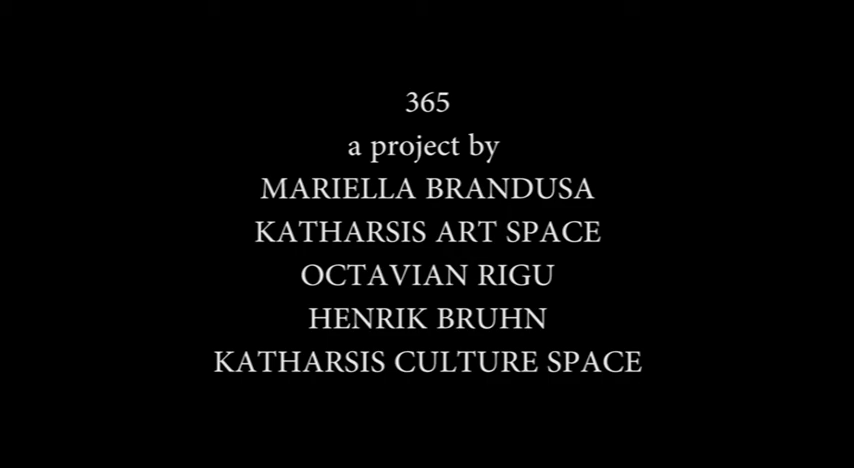 365
a project by
MARIELLA BRANDUSA
KATHARSIS ART SPACE
OCTAVIAN RIGU
HENRIK BRUHN
KATHARSIS CULTURE SPACE